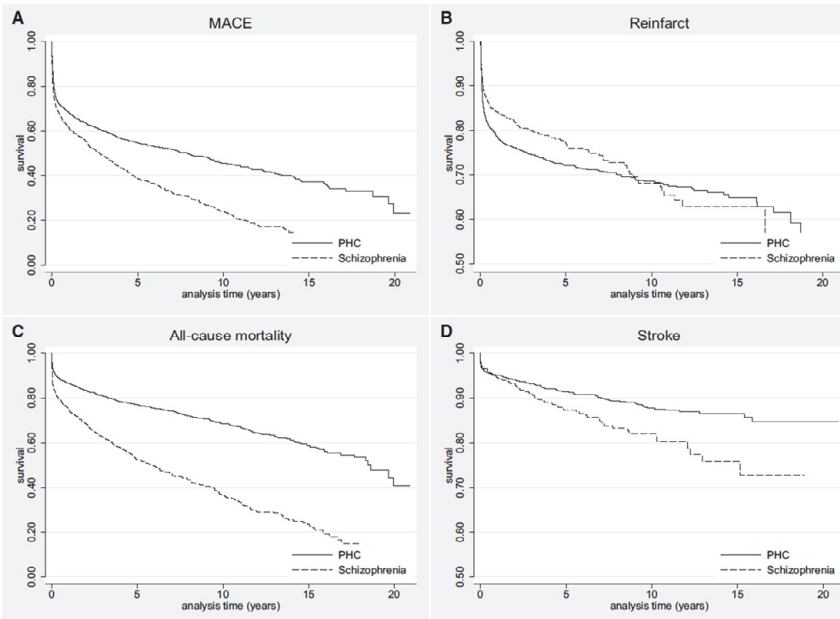 A
MACE
1.00
0.80
0.60
0.40
0.20
0.00
survival
PHC
Schizophrenia
0 5 10 15 20
analysis time (years)
B
Reinfarct
1.00
0.90
0.80
0.70
0.60
0.50
survival
PHC
Schizophrenia
0 5 10 15 20
analysis time (years)
C
All-cause mortality
1.00
0.80
0.60
0.40
0.20
0.00
survival
PHC
Schizophrenia
0 5 10 15 20
analysis time (years)
D
Stroke
1.00
0.90
0.80
0.70
0.60
0.50
survival
PHC
Schizophrenia
0 5 10 15 20
analysis time (years)